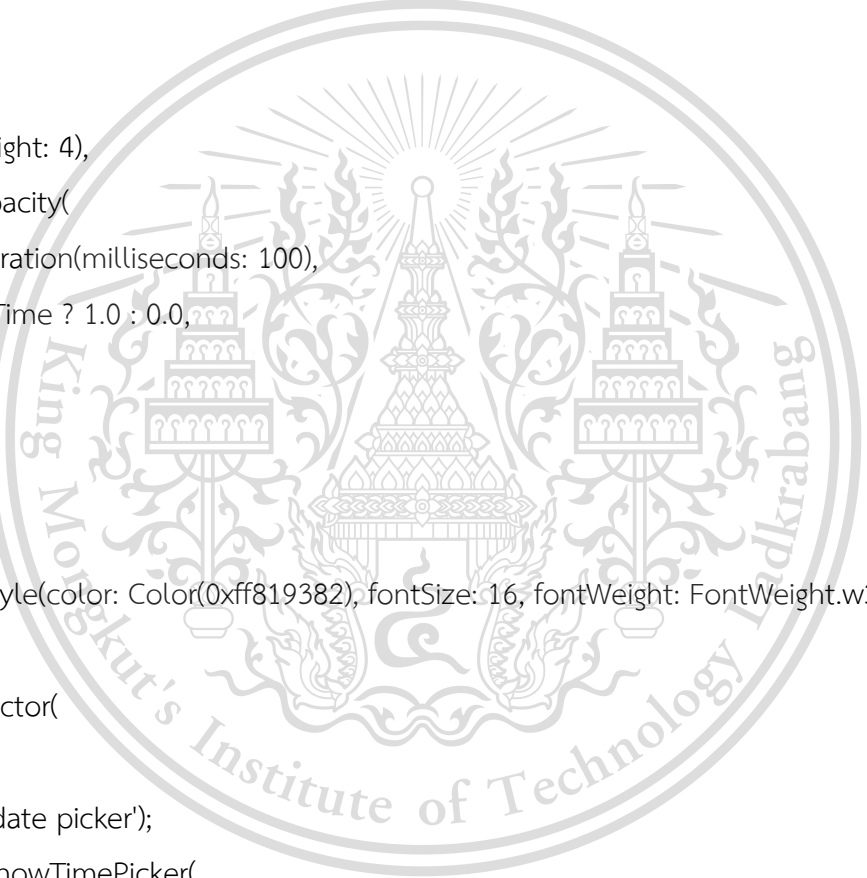 ight: 4),
pacity(
ration(milliseconds: 100),
Time ? 1.0 : 0.0,
yle(color: Color(0xff819382), fontSize: 16, fontWeight: FontWeight.w
ctor(
date picker');
howTimePicker(
King Mongkut's Institute of Technology Ladkrabang